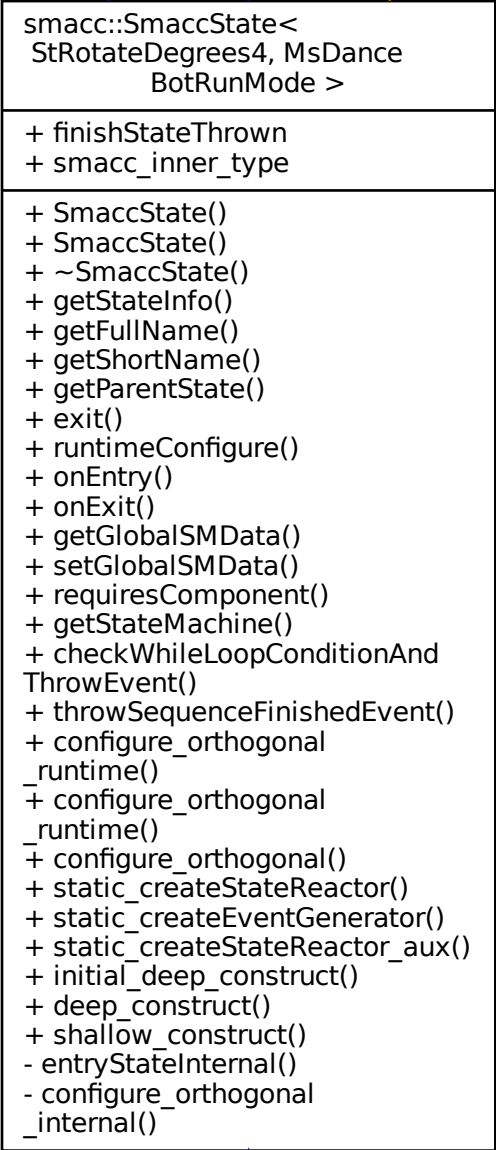 smacc::SmaccState<
StRotateDegrees4, MsDance
BotRunMode >
+ finishStateThrown
+ smacc_inner_type
+ SmaccState()
+ SmaccState()
+ ~SmaccState()
+ getStateInfo()
+ getFullName()
+ getShortName()
+ getParentState()
+ exit()
+ runtimeConfigure()
+ onEntry()
+ onExit()
+ getGlobalSMData()
+ setGlobalSMData()
+ requiresComponent()
+ getStateMachine()
+ checkWhileLoopConditionAnd
ThrowEvent()
+ throwSequenceFinishedEvent()
+ configure_orthogonal
_runtime()
+ configure_orthogonal
_runtime()
+ configure_orthogonal()
+ static_createStateReactor()
+ static_createEventGenerator()
+ static_createStateReactor_aux()
+ initial_deep_construct()
+ deep_construct()
+ shallow_construct()
- entryStateInternal()
- configure_orthogonal
_internal()